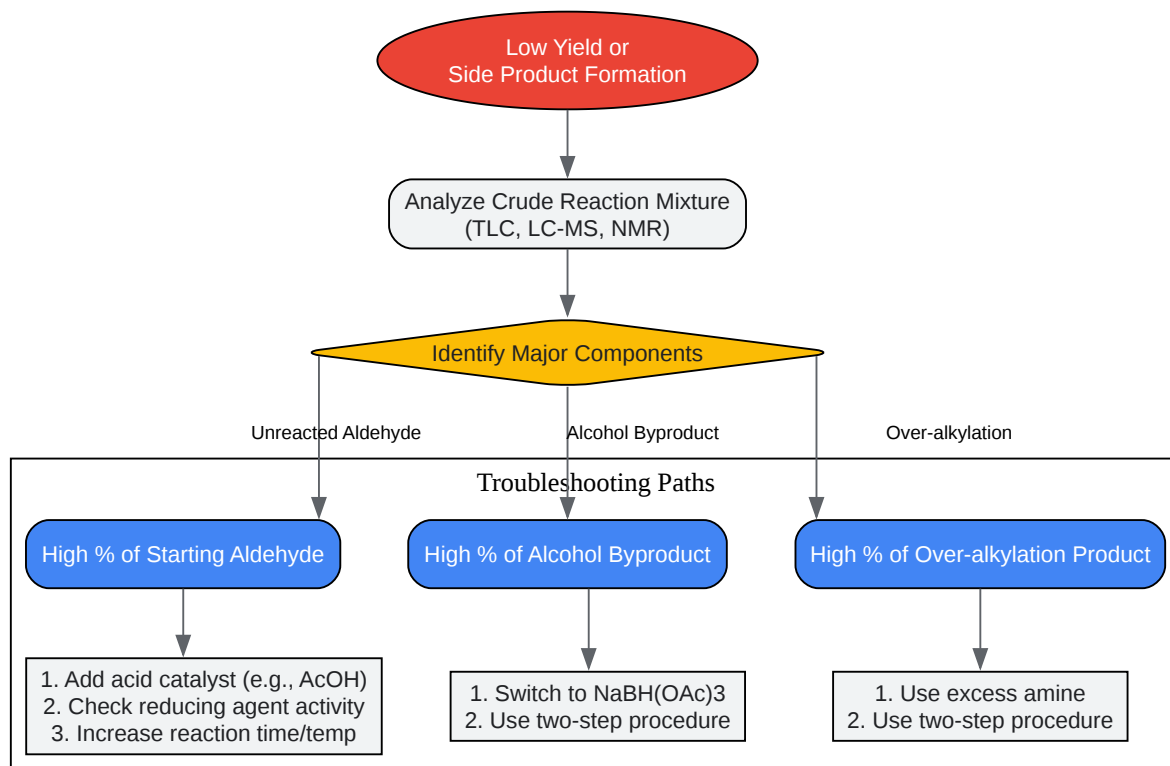 Low Yield or
Side Product Formation
Analyze Crude Reaction Mixture
(TLC, LC-MS, NMR)
Identify Major Components
Unreacted Aldehyde
Alcohol Byproduct
Over-alkylation
Troubleshooting Paths
High % of Starting Aldehyde
High % of Alcohol Byproduct
High % of Over-alkylation Product
1. Add acid catalyst (e.g., AcOH)
2. Check reducing agent activity
3. Increase reaction time/temp
1. Switch to NaBH(OAc)3
2. Use two-step procedure
1. Use excess amine
2. Use two-step procedure